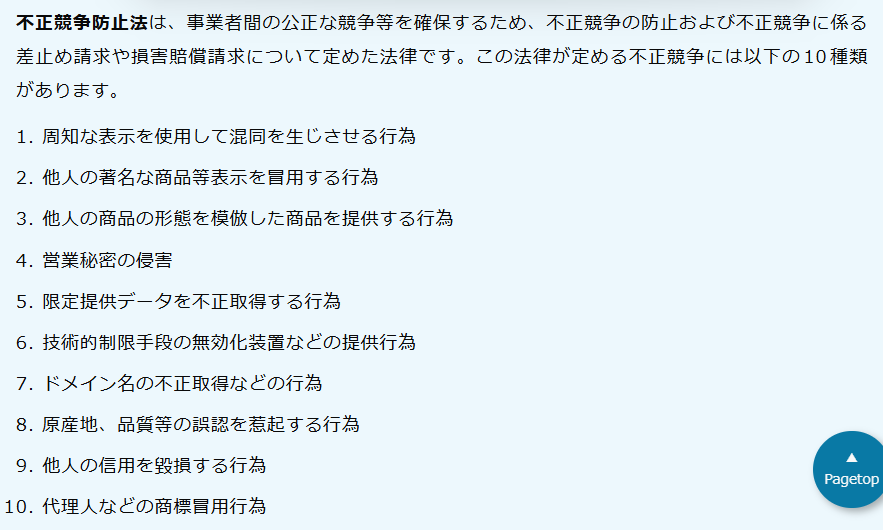 不正競争防止法は、事業者間の公正な競争等を確保するため、不正競争の防止および不正競争に係る
差止め請求や損害賠償請求について定めた法律です。この法律が定める不正競争には以下の10種類
があります。
1. 周知な表示を使用して混同を生じさせる行為
2. 他人の著名な商品等表示を冒用する行為
3. 他人の商品の形態を模倣した商品を提供する行為
4. 営業秘密の侵害
5. 限定提供データを不正取得する行為
6. 技術的制限手段の無効化装置などの提供行為
7. ドメイン名の不正取得などの行為
8. 原産地、品質等の誤認を惹起する行為
9. 他人の信用を毀損する行為
10. 代理人などの商標冒用行為
▲
Pagetop